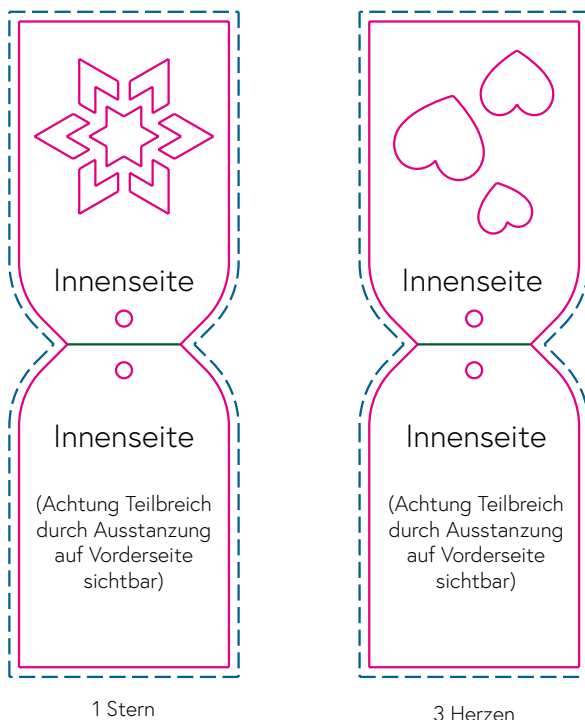 Innenseite
Innenseite
(Achtung Teilbreich
durch Ausstanzung
auf Vorderseite
sichtbar)
1 Stern
Innenseite
Innenseite
(Achtung Teilbreich
durch Ausstanzung
auf Vorderseite
sichtbar)
3 Herzen